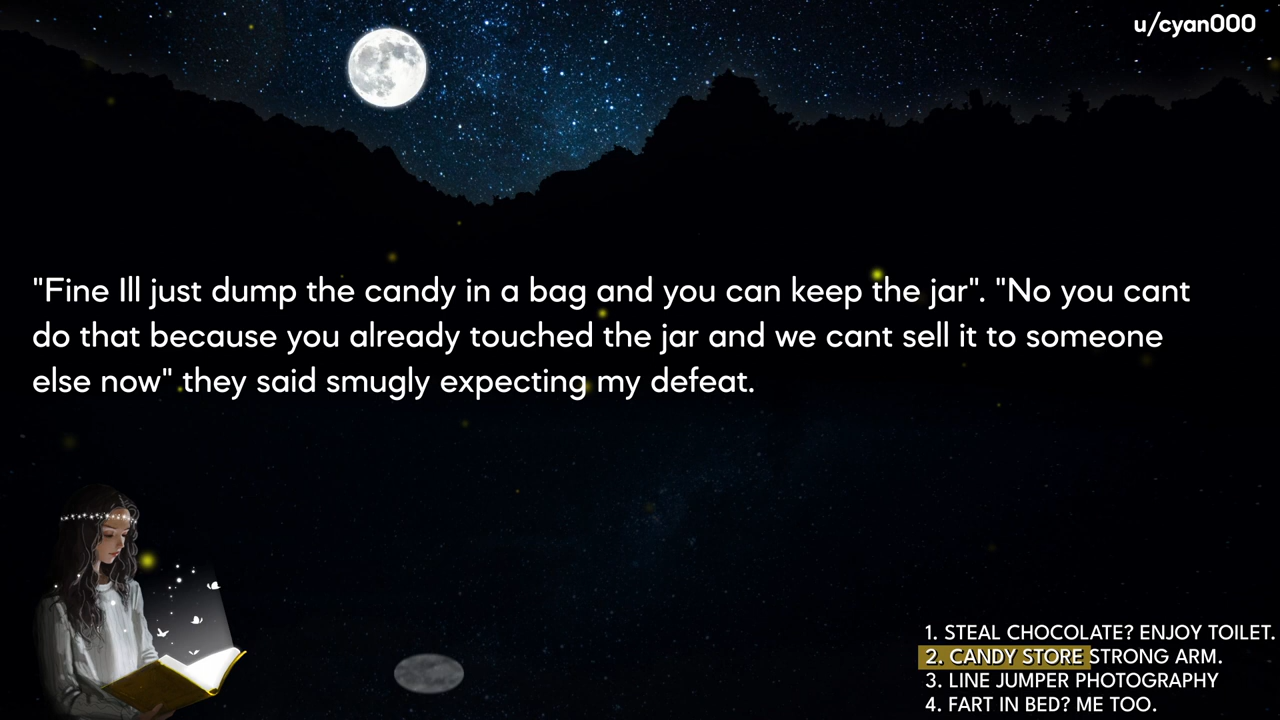 u/cyan000
"Fine Ill just dump the candy in a bag and you can keep the jar". "No you cant
do that because you already touched the jar and we cant sell it to someone
else now" they said smugly expecting my defeat.
1. STEAL CHOCOLATE? ENJOY TOILET.
2. CANDY STORE STRONG ARM.
3. LINE JUMPER PHOTOGRAPHY
4. FART IN BED? ME TOO.